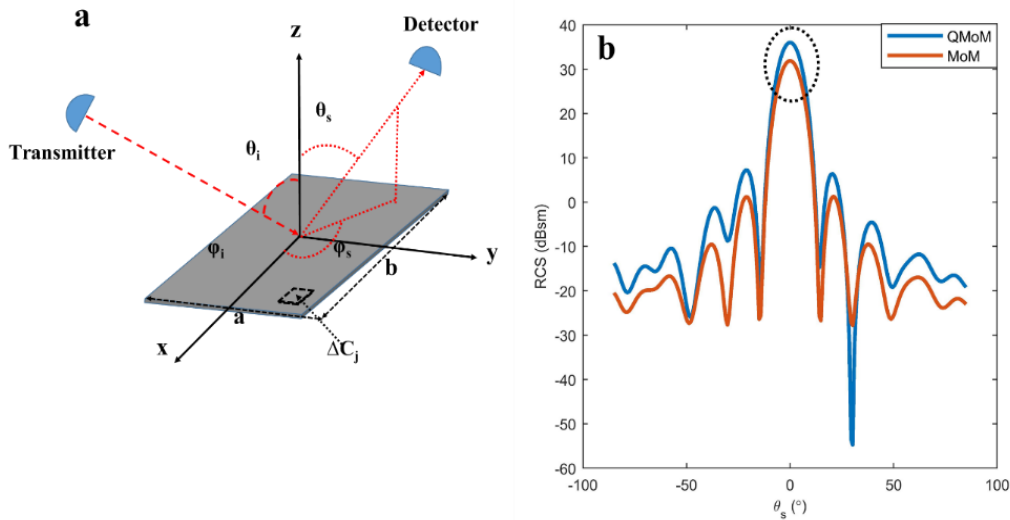 a
Transmitter
Detector
z
θs
θi
φi
φs
b
y
a
x
ΔCj
b
QMoM
MoM
RCS (dBsm)
40
30
20
10
0
-10
-20
-30
-40
-50
-60
-100
-50
0
50
100
θs (°)